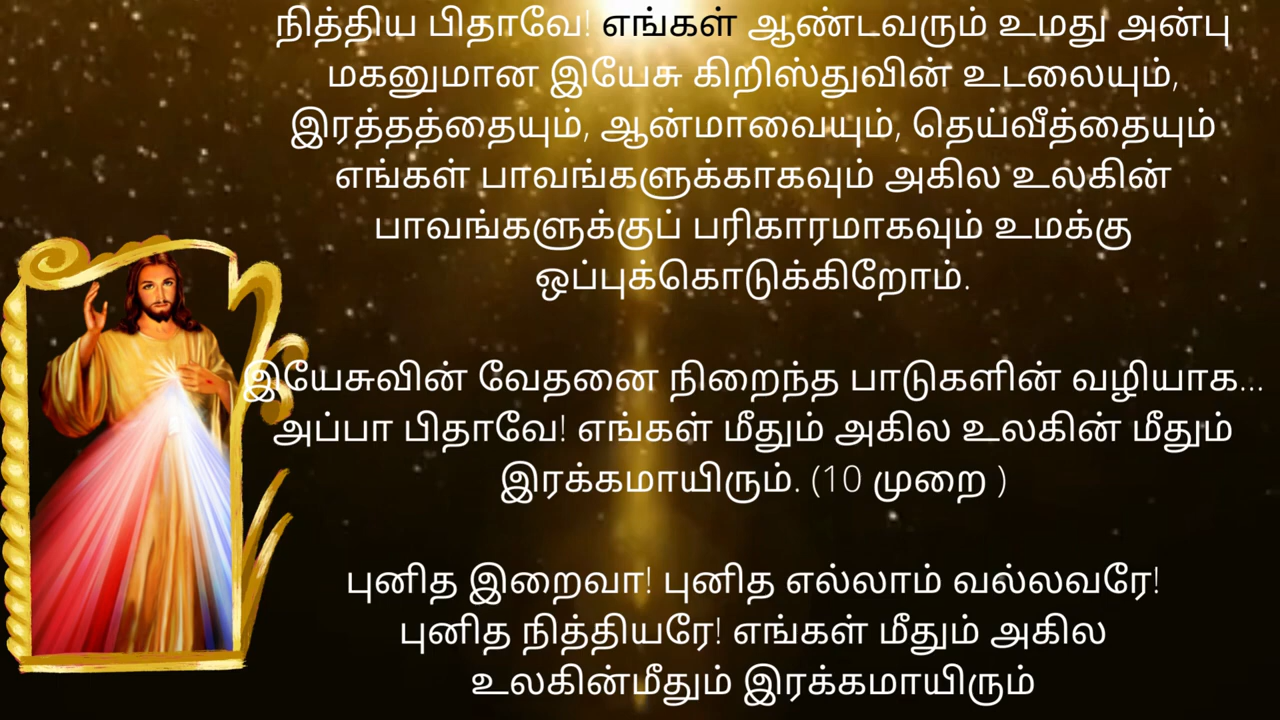 நித்திய பிதாவே! எங்கள் ஆண்டவரும் உமது அன்பு
மகனுமான இயேசு கிறிஸ்துவின் உடலையும்,
இரத்தத்தையும், ஆன்மாவையும், தெய்வீத்தையும்
எங்கள் பாவங்களுக்காகவும் அகில உலகின்
பாவங்களுக்குப் பரிகாரமாகவும் உமக்கு
ஒப்புக்கொடுக்கிறோம்.
இயேசுவின் வேதனை நிறைந்த பாடுகளின் வழியாக...
அப்பா பிதாவே! எங்கள் மீதும் அகில உலகின் மீதும்
இரக்கமாயிரும். (10 முறை )
புனித இறைவா! புனித எல்லாம் வல்லவரே!
புனித நித்தியரே! எங்கள் மீதும் அகில
உலகின்மீதும் இரக்கமாயிரும்